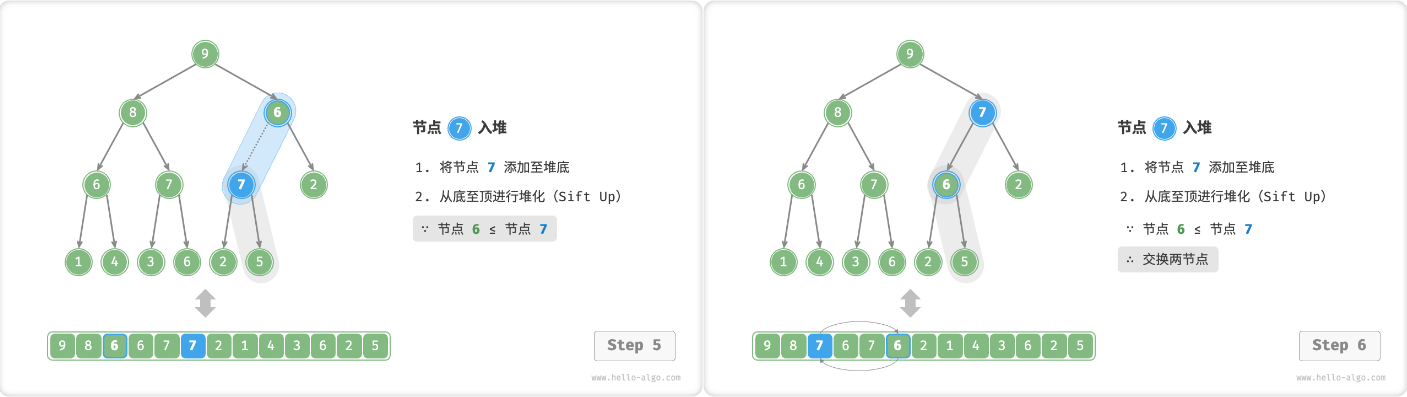 9
8 6
6 7 7 2
1 4 3 6 2 5
9 8 6 6 7 7 2 1 4 3 6 2 5
节点 7 入堆
1. 将节点 7 添加至堆底
2. 从底至顶进行堆化（Sift Up）
∵ 节点 6 ≤ 节点 7
Step 5
www.hello-algo.com
9
8 7
6 7 6 2
1 4 3 6 2 5
9 8 7 6 7 6 2 1 4 3 6 2 5
节点 7 入堆
1. 将节点 7 添加至堆底
2. 从底至顶进行堆化（Sift Up）
∵ 节点 6 ≤ 节点 7
∴ 交换两节点
Step 6
www.hello-algo.com